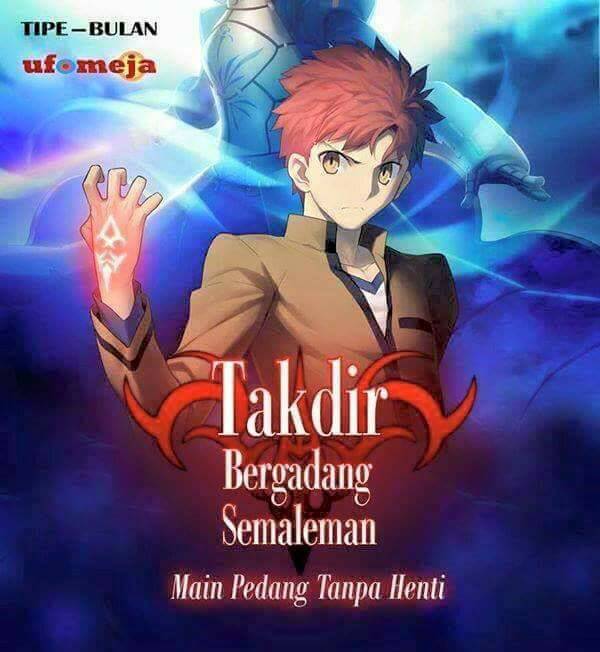 TIPE-BULAN
ufomeja
Takdir
Bergadang
Semaleman
Main Pedang Tanpa Henti